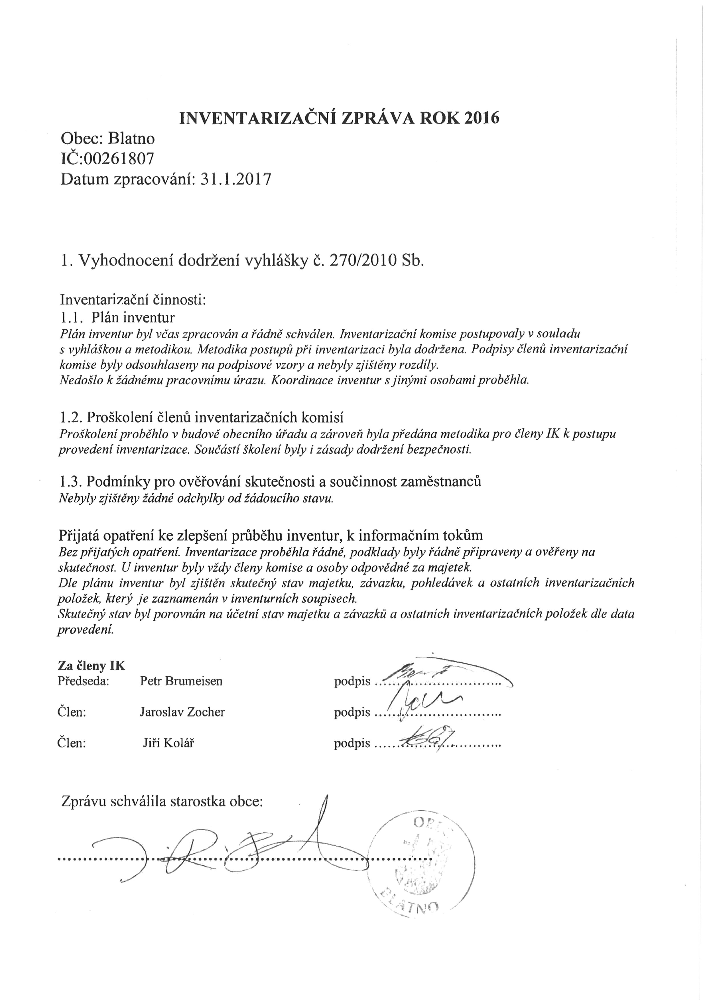 INVENTARIZAČNÍ ZPRÁVA ROK 2016
Obec: Blatno
IČ:00261807
Datum zpracování: 31.1.2017
1. Vyhodnocení dodržení vyhlášky č. 270/2010 Sb.
Inventarizační činnosti:
1.1. Plán inventur
Plán inventur byl včas zpracován a řádně schválen. Inventarizační komise postupovaly v souladu
s vyhláškou a metodikou. Metodika postupů při inventarizaci byla dodržena. Podpisy členů inventarizační
komise byly odsouhlaseny na podpisové vzory a nebyly zjištěny rozdíly.
Nedošlo k žádnému pracovnímu úrazu. Koordinace inventur s jinými osobami proběhla.
1.2. Proškolení členů inventarizačních komisí
Proškolení proběhlo v budově obecního úřadu a zároveň byla předána metodika pro členy IK k postupu
provedení inventarizace. Součástí školení byly i zásady dodržení bezpečnosti.
1.3. Podmínky pro ověřování skutečnosti a součinnost zaměstnanců
Nebyly zjištěny žádné odchylky od žádoucího stavu.
Přijatá opatření ke zlepšení průběhu inventur, k informačním tokům
Bez přijatých opatření. Inventarizace proběhla řádně, podklady byly řádně připraveny a ověřeny na
skutečnost. U inventur byly vždy členy komise a osoby odpovědné za majetek.
Dle plánu inventur byl zjištěn skutečný stav majetku, závazku, pohledávek a ostatních inventarizačních
položek, který je zaznamenán v inventurních soupisech.
Skutečný stav byl porovnán na účetní stav majetku a závazků a ostatních inventarizačních položek dle data
provedení.
Za členy IK
Předseda: Petr Brumeisen podpis ..............................
Člen: Jaroslav Zocher podpis ..............................
Člen: Jiří Kolář podpis ..............................
Zprávu schválila starostka obce:
OBEC
BLATNO